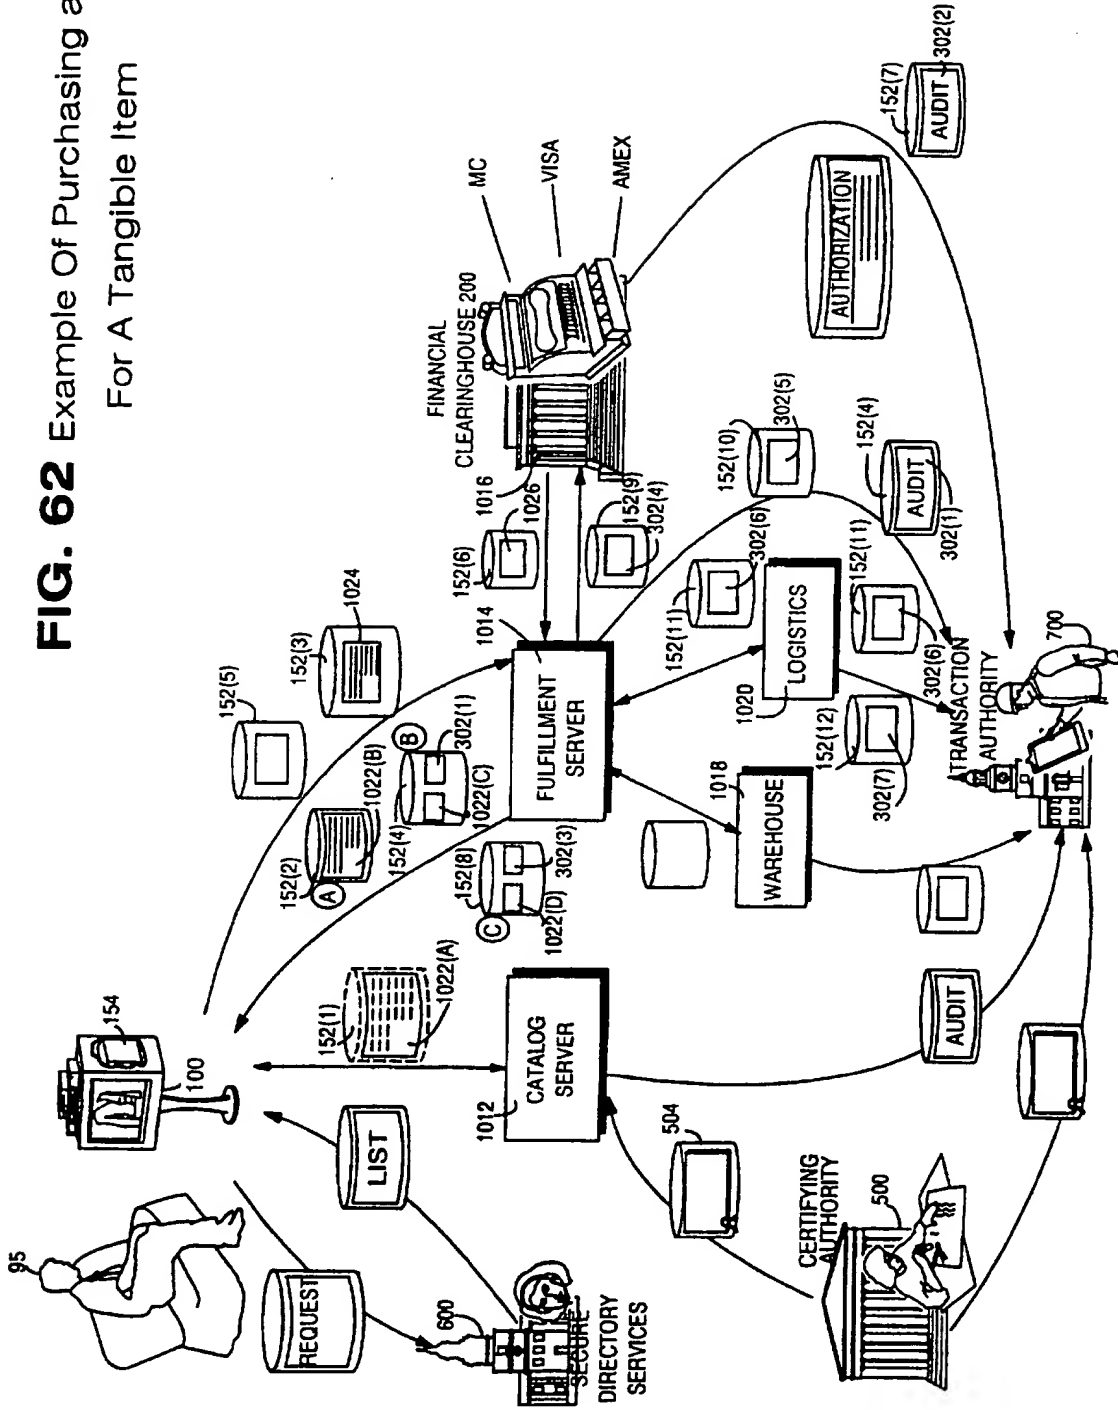 FIG. 62 Example Of Purchasing a
For A Tangible Item
95
154
100
REQUEST
LIST
600
SECURE
DIRECTORY
SERVICES
152(1)
1022(A)
1012
CATALOG
SERVER
504
CERTIFYING
AUTHORITY
500
152(5)
152(3)
1024
152(2)
A
1022(B)
152(4)
B
302(1)
1022(C)
152(8)
C
302(3)
1022(D)
1014
FULFILLMENT
SERVER
FINANCIAL
CLEARINGHOUSE 200
MC
VISA
AMEX
1016
1026
152(6)
152(9)
302(4)
152(10)
302(5)
152(11)
302(6)
LOGISTICS
1020
152(11)
302(6)
1018
WAREHOUSE
152(12)
302(7)
152(4)
AUDIT
302(1)
AUTHORIZATION
152(7)
AUDIT
302(2)
TRANSACTION
AUTHORITY
700
AUDIT